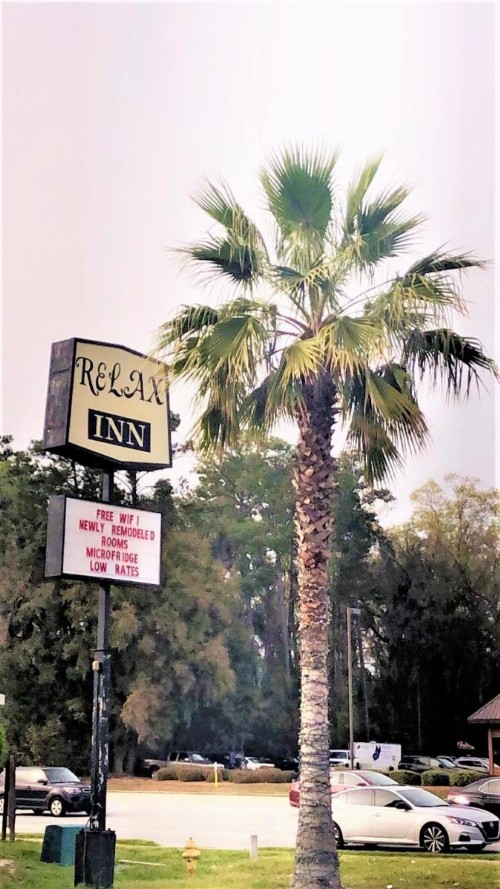 RELAX
INN
FREE WIFI
NEWLY REMODELED
ROOMS
MICROFRIDGE
LOW RATES